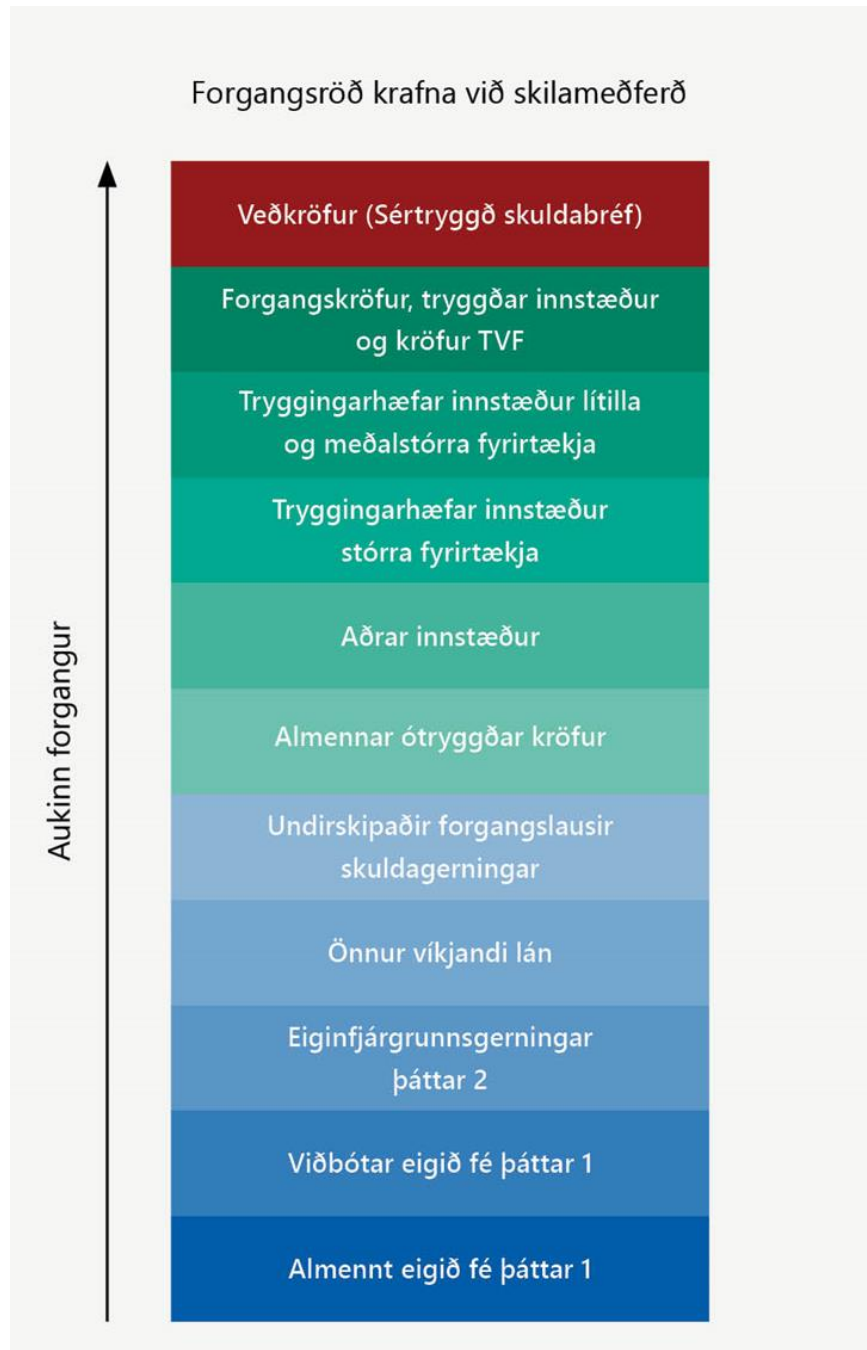 Forgangsröð krafna við skilameðferð
Veðkröfur (Sértryggð skuldabréf)
Forgangskröfur, tryggðar innstæður
og kröfur TVF
Tryggingarhæfar innstæður lítilla
og meðalstórra fyrirtækja
Tryggingarhæfar innstæður
stórra fyrirtækja
Aðrar innstæður
Almennar ótryggðar kröfur
Undirskipaðir forgangslausir
skuldagerningar
Önnur víkjandi lán
Eiginfjárgrunnsgerningar
þáttar 2
Viðbótar eigið fé þáttar 1
Almennt eigið fé þáttar 1
Aukinn forgangur